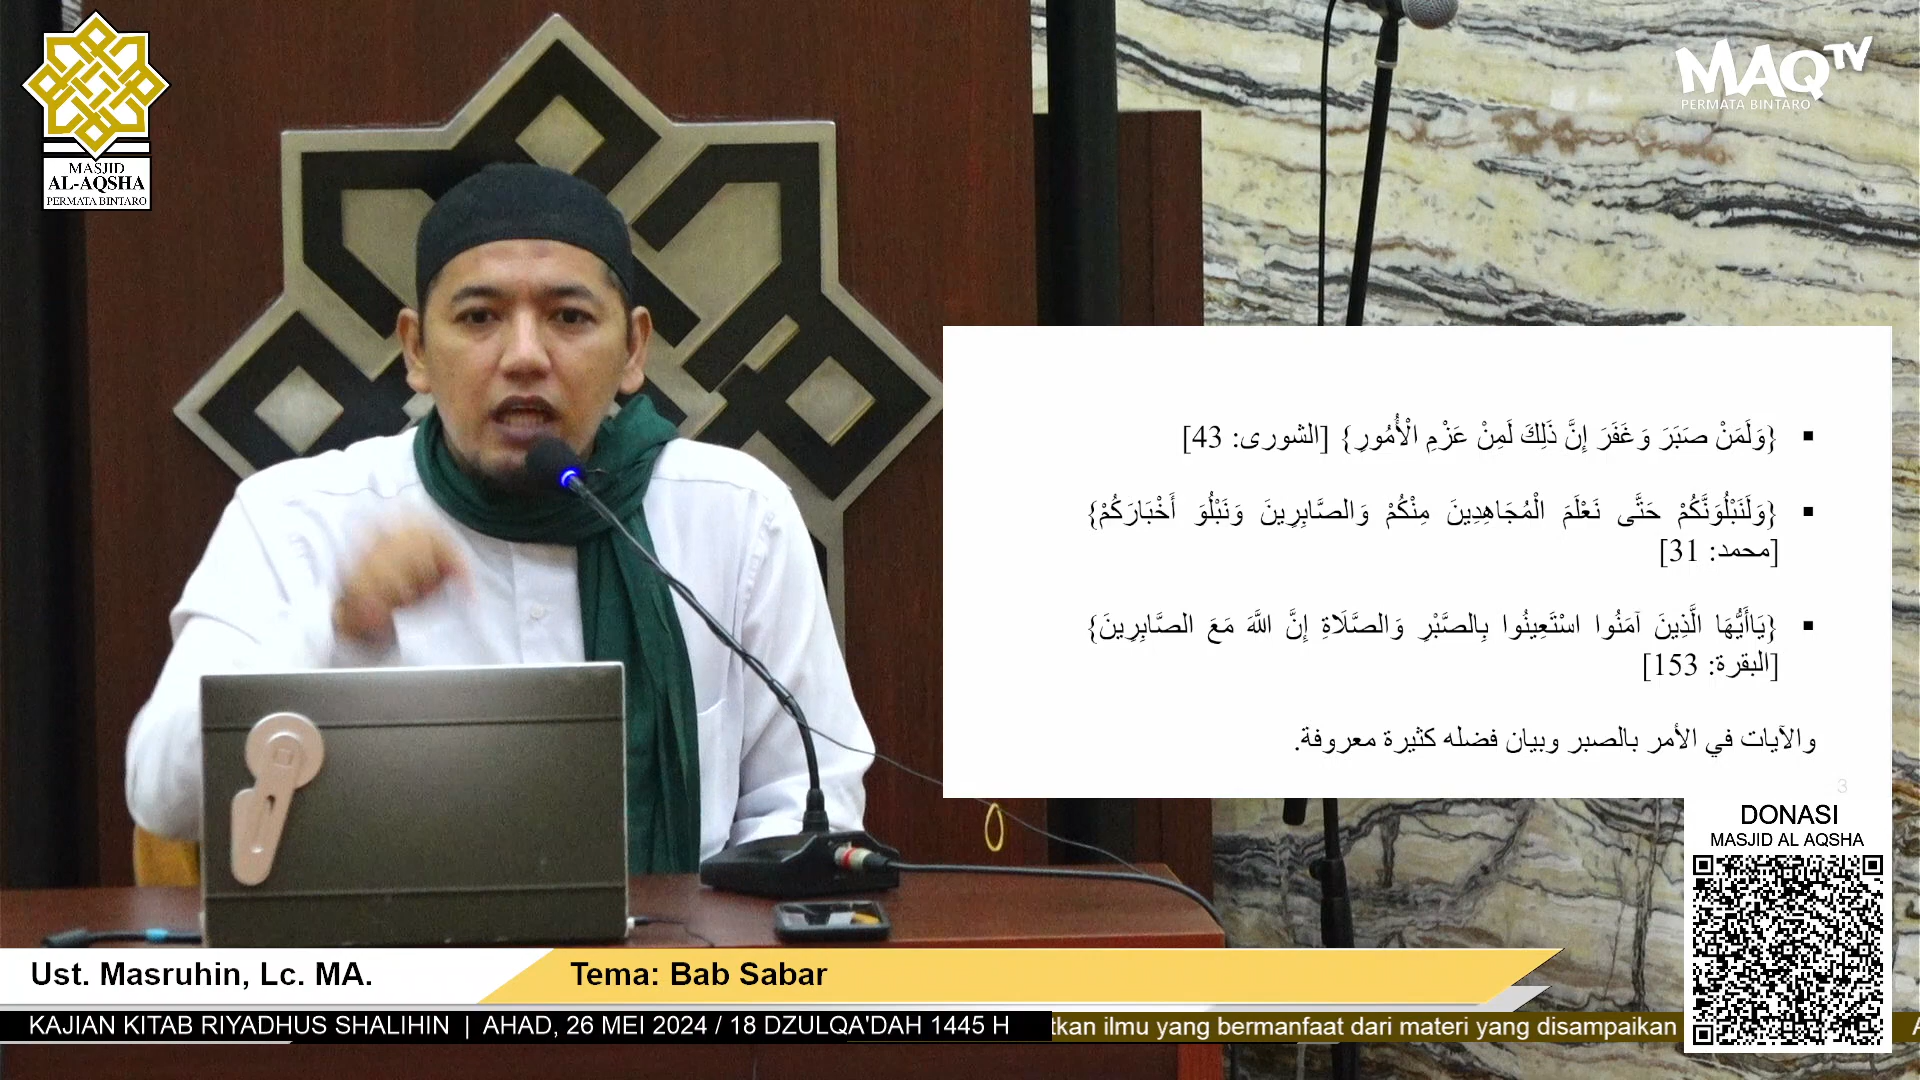 MASJID
AL-AQSHA
PERMATA BINTARO
MAQTV
PERMATA BINTARO
▪ {وَلَمَنْ صَبَرَ وَغَفَرَ إِنَّ ذَلِكَ لَمِنْ عَزْمِ الْأُمُورِ} [الشورى: 43]
▪ {وَلَنَبْلُوَنَّكُمْ حَتَّى نَعْلَمَ الْمُجَاهِدِينَ مِنْكُمْ وَالصَّابِرِينَ وَنَبْلُوَ أَخْبَارَكُمْ}
[محمد: 31]
▪ {يَاأَيُّهَا الَّذِينَ آمَنُوا اسْتَعِينُوا بِالصَّبْرِ وَالصَّلَاةِ إِنَّ اللَّهَ مَعَ الصَّابِرِينَ}
[البقرة: 153]
والآيات في الأمر بالصبر وبيان فضله كثيرة معروفة.
3
DONASI
MASJID AL AQSHA
Ust. Masruhin, Lc. MA.
Tema: Bab Sabar
KAJIAN KITAB RIYADHUS SHALIHIN | AHAD, 26 MEI 2024 / 18 DZULQA'DAH 1445 H
tkan ilmu yang bermanfaat dari materi yang disampaikan